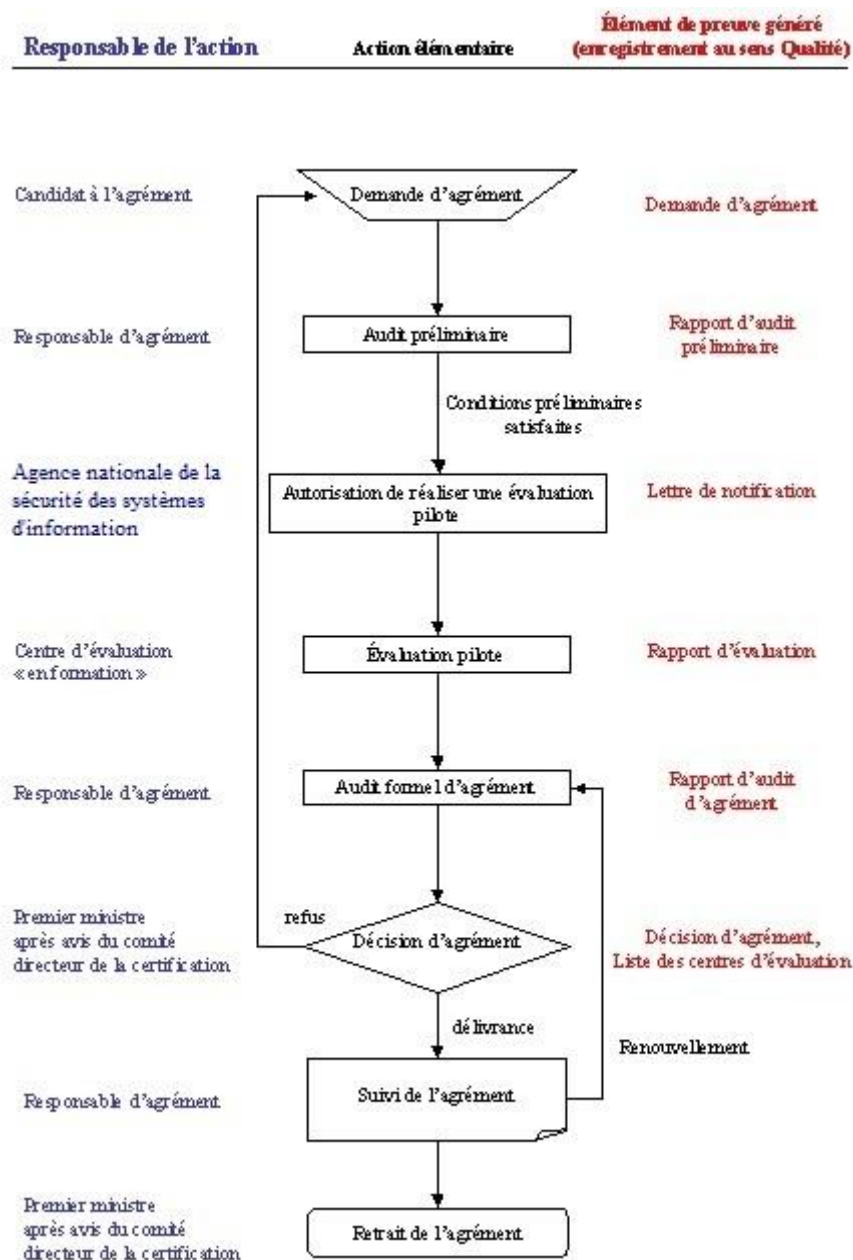 Responsable de l'action
Action élémentaire
Élément de preuve généré
(enregistrement au sens Qualité)
Candidat à l'agrément
Demande d'agrément
Demande d'agrément
Responsable d'agrément
Audit préliminaire
Rapport d'audit
préliminaire
Conditions préliminaires
satisfaites
Agence nationale de la
sécurité des systèmes
d'information
Autorisation de réaliser une évaluation
pilote
Lettre de notification
Centre d'évaluation
« en formation »
Évaluation pilote
Rapport d'évaluation
Responsable d'agrément
Audit formel d'agrément
Rapport d'audit
d'agrément
Premier ministre
après avis du comité
directeur de la certification
refus
Décision d'agrément
Décision d'agrément,
Liste des centres d'évaluation
délivrance
Renouvellement
Responsable d'agrément
Suivi de l'agrément
Premier ministre
après avis du comité
directeur de la certification
Retrait de l'agrément